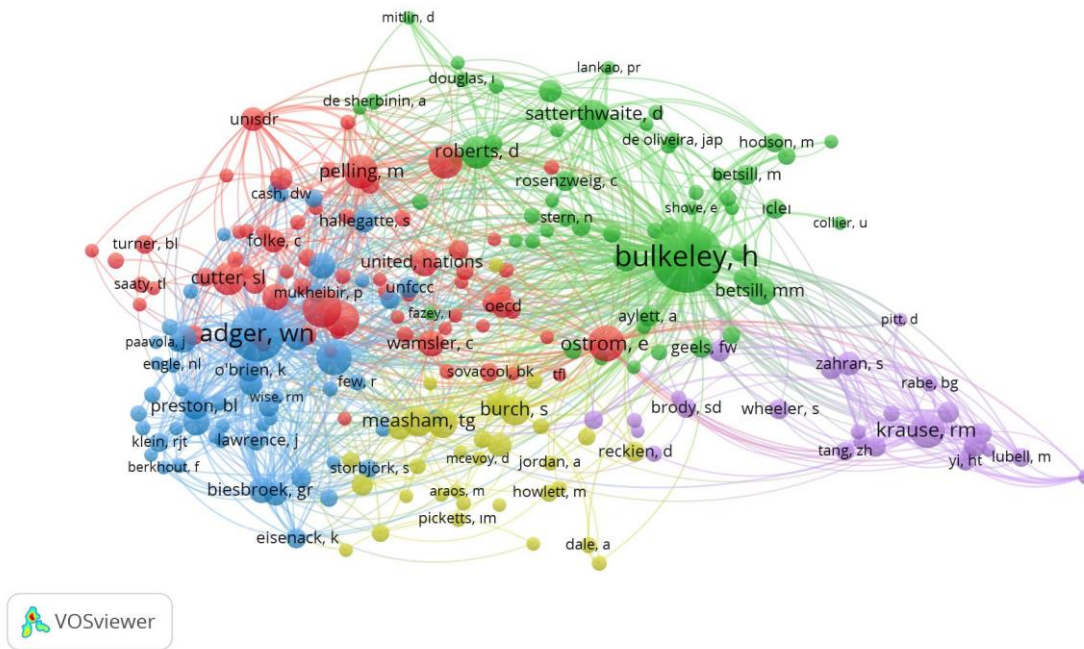 mitlin, d
douglas, ı
lankao, pr
de sherbinin, a
unısdr
satterthwaite, d
de oliveira, jap
hodson, m
roberts, d
pelling, m
rosenzweig, c
betsill, m
cash, dw
hallegatte, s
stern, n
shove, e
ıcleı
collier, u
turner, bl
folke, c
united, nations
bulkeley, h
saaty, tl
cutter, sl
mukheibir, p
unfccc
betsill, mm
fazey, ı
oecd
aylett, a
pitt, d
adger, wn
paavola, j
wamsler, c
ostrom, e
geels, fw
engle, nl
o'brien, k
few, r
sovacool, bk
tfı
zahran, s
wise, rm
brody, sd
wheeler, s
rabe, bg
preston, bl
measham, tg
burch, s
krause, rm
klein, rjt
lawrence, j
reckien, d
tang, zh
yi, ht
lubell, m
berkhout, f
storbjörk, s
mcevoy, d
jordan, a
biesbroek, gr
araos, m
howlett, m
picketts, ım
eisenack, k
dale, a
VOSviewer